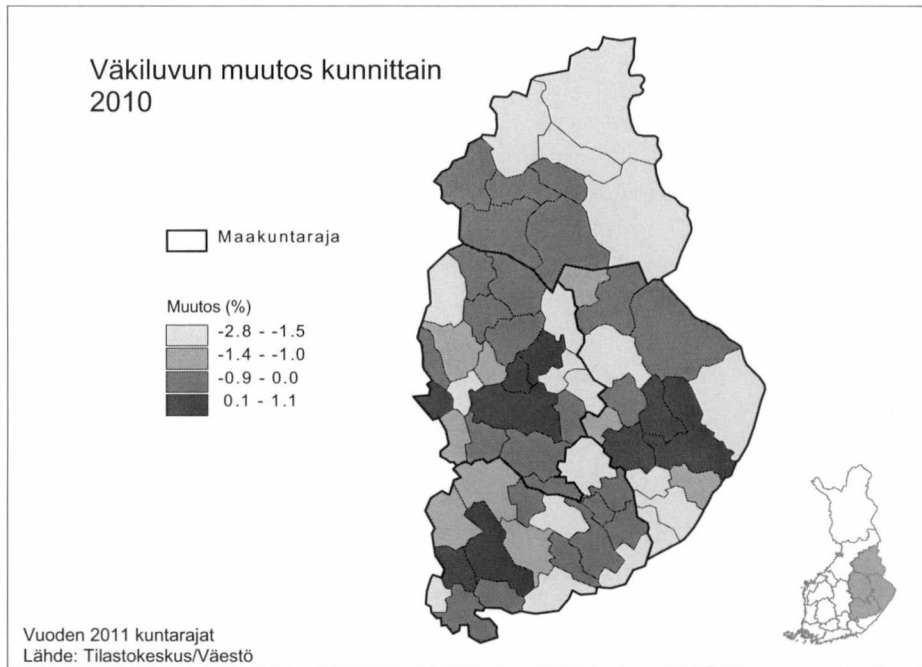 Väkiluvun muutos kunnittain
2010
Maakuntaraja
Muutos (%)
-2.8 - -1.5
-1.4 - -1.0
-0.9 - 0.0
0.1 - 1.1
Vuoden 2011 kuntarajat
Lähde: Tilastokeskus/Väestö